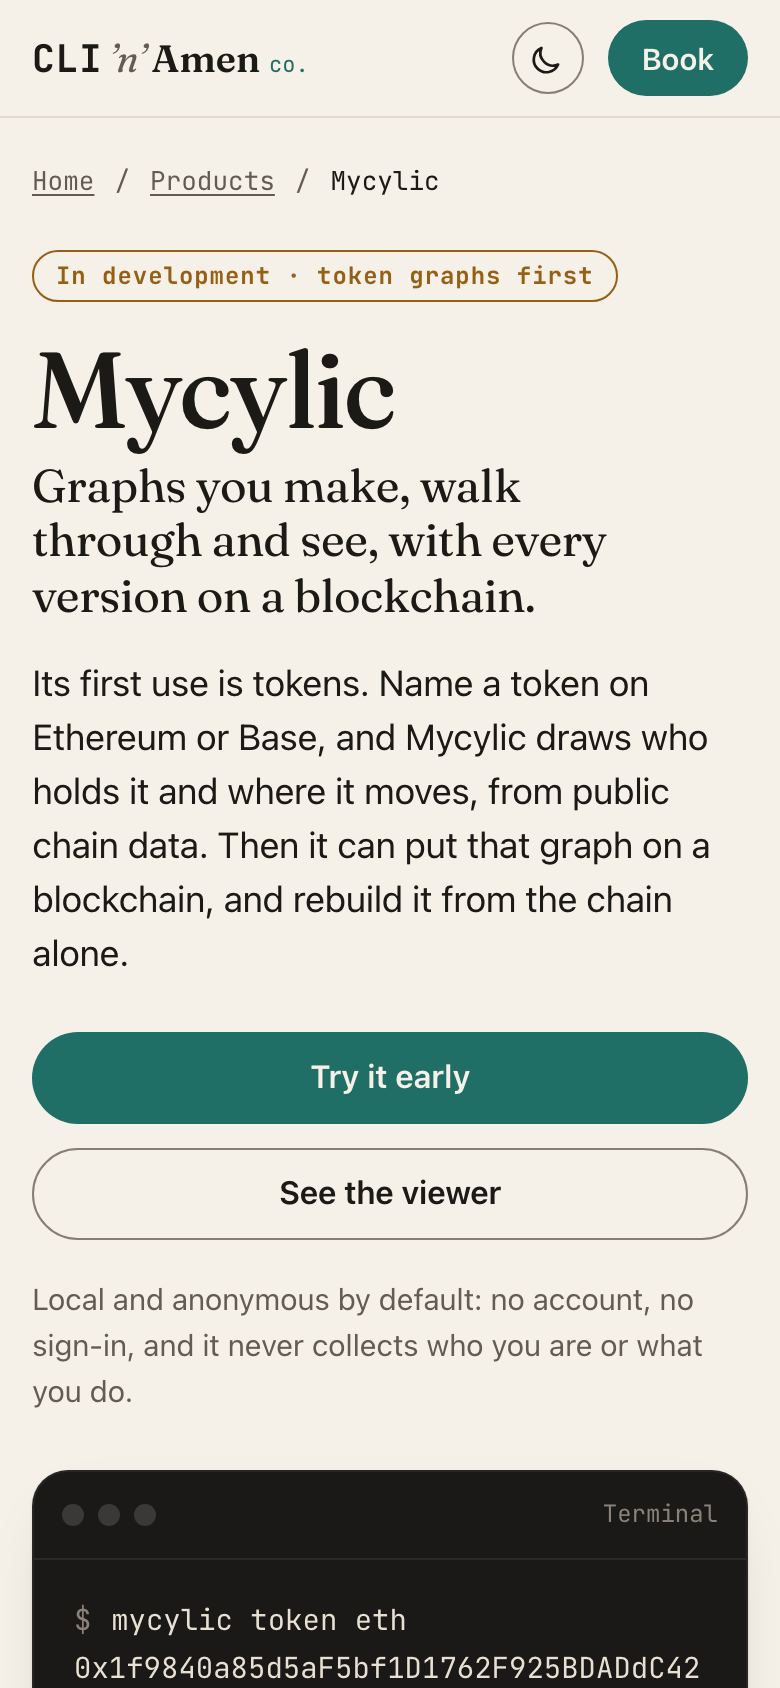 CLI ’n’ Amen co.
Book
Home / Products / Mycylic
In development · token graphs first
Mycylic
Graphs you make, walk
through and see, with every
version on a blockchain.
Its first use is tokens. Name a token on
Ethereum or Base, and Mycylic draws who
holds it and where it moves, from public
chain data. Then it can put that graph on a
blockchain, and rebuild it from the chain
alone.
Try it early
See the viewer
Local and anonymous by default: no account, no
sign-in, and it never collects who you are or what
you do.
Terminal
$ mycylic token eth
0x1f9840a85d5aF5bf1D1762F925BDADdC42